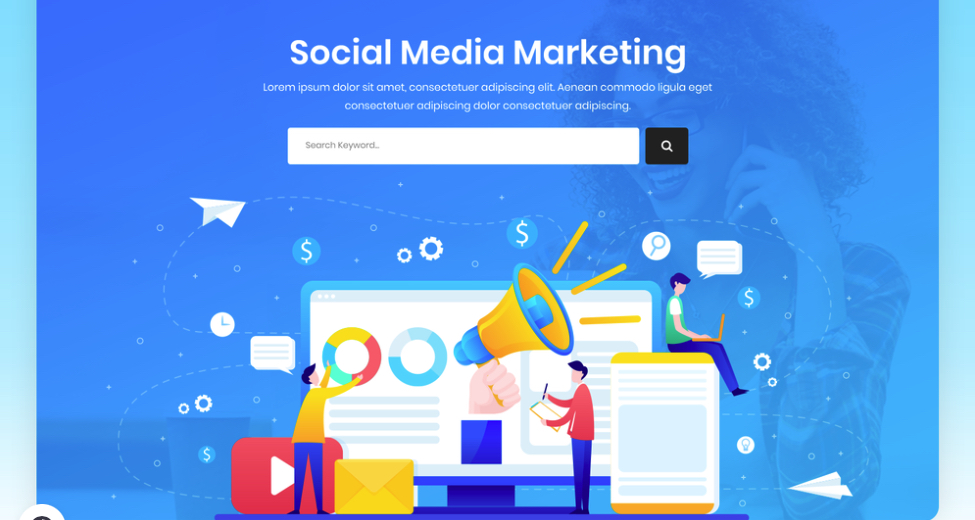 Social Media Marketing
Lorem ipsum dolor sit amet, consectetuer adipiscing elit. Aenean commodo ligula eget
consectetuer adipiscing dolor consectetuer adipiscing.
Search Keyword...
$
$
$
$